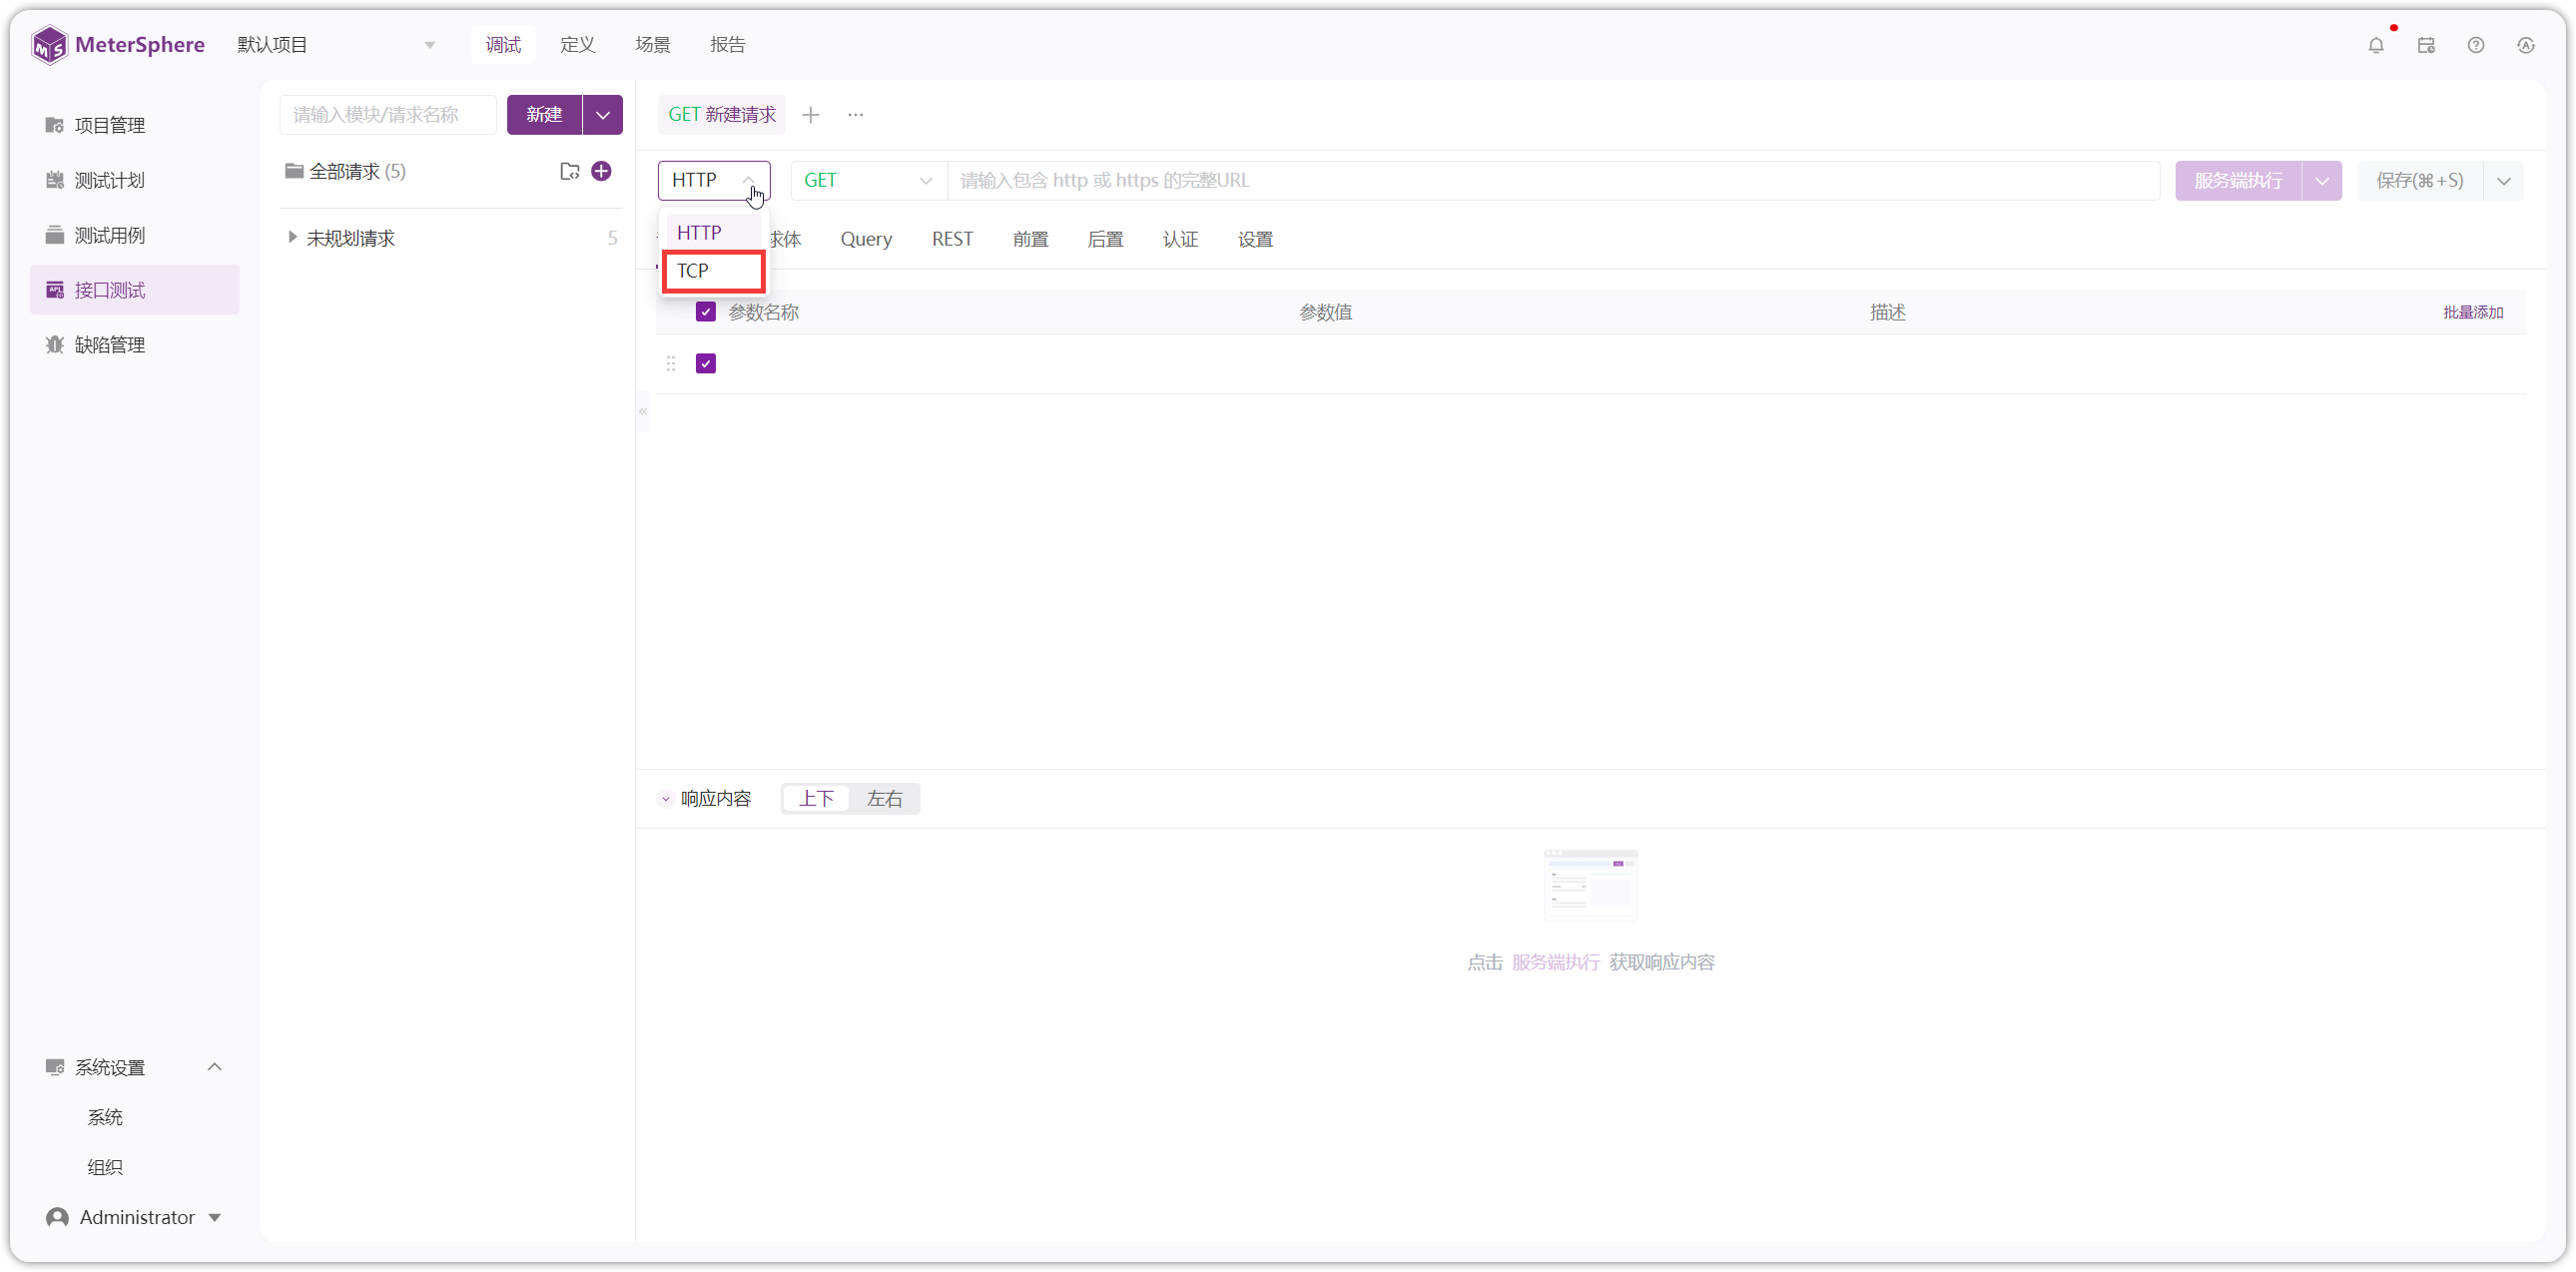 MeterSphere
默认项目
调试
定义
场景
报告
项目管理
测试计划
测试用例
接口测试
缺陷管理
系统设置
系统
组织
Administrator
请输入模块/请求名称
新建
全部请求 (5)
未规划请求
5
GET 新建请求
HTTP
GET
请输入包含 http 或 https 的完整URL
服务端执行
保存(⌘+S)
HTTP
TCP
求体
Query
REST
前置
后置
认证
设置
参数名称
参数值
描述
批量添加
响应内容
上下
左右
点击 服务端执行 获取响应内容